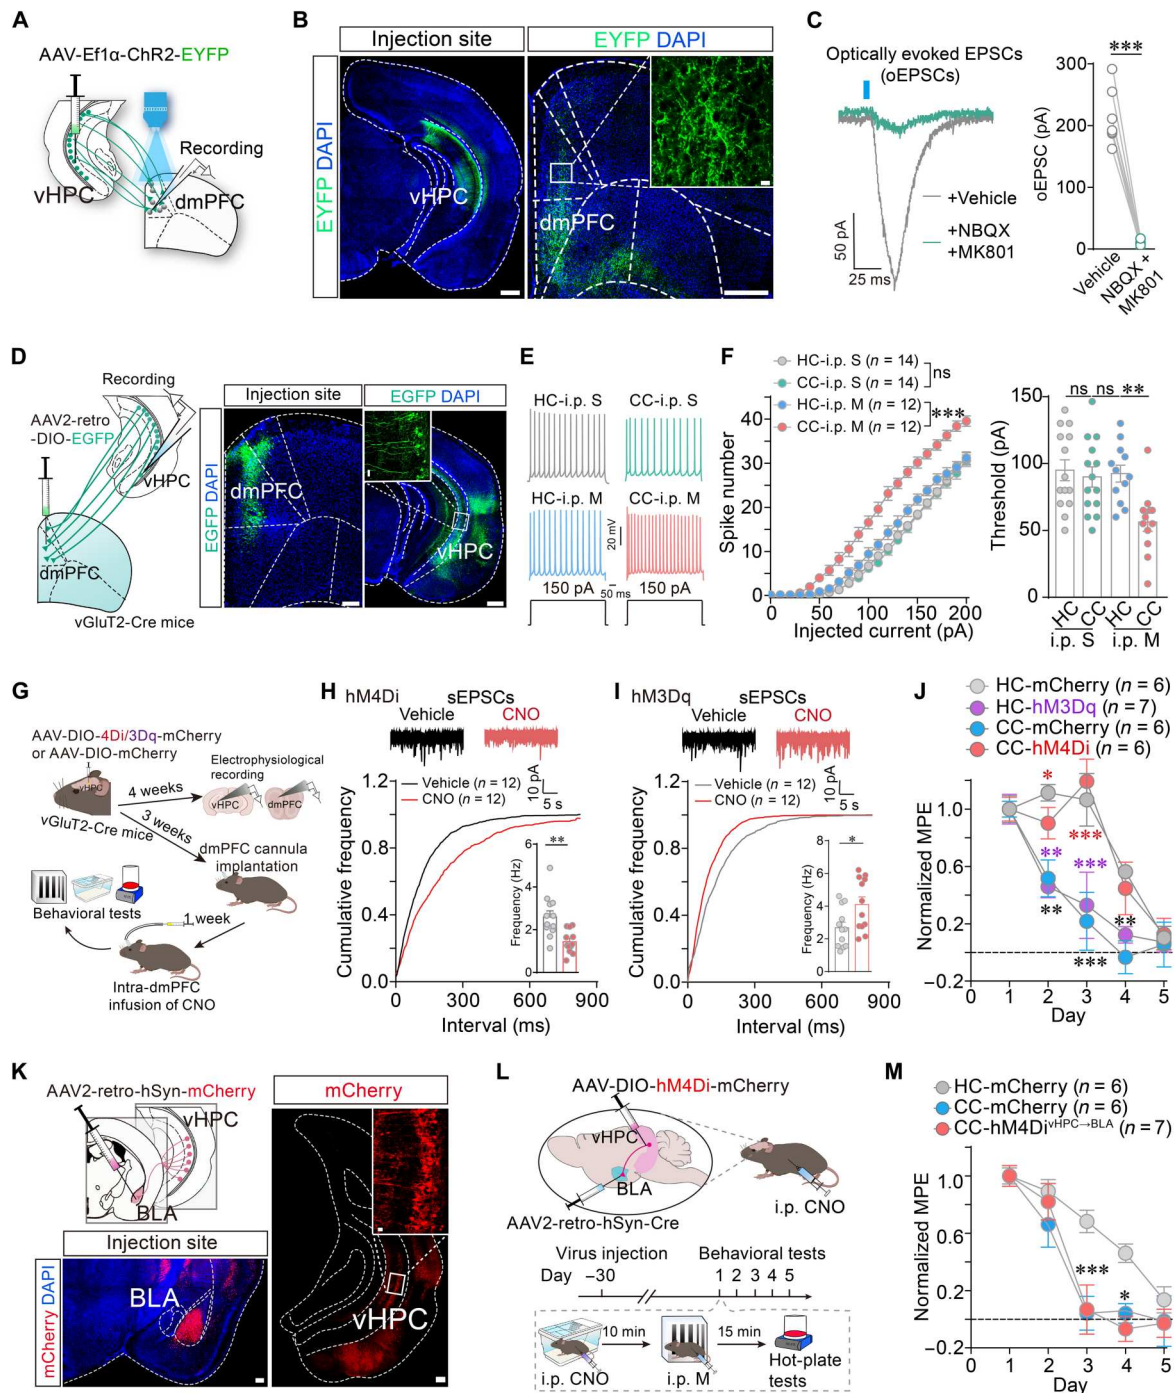 A
AAV-Ef1α-ChR2-EYFP
Recording
vHPC
dmPFC
B
Injection site
EYFP DAPI
EYFP DAPI
vHPC
dmPFC
C
Optically evoked EPSCs
(oEPSCs)
+Vehicle
+NBQX
+MK801
50 pA
25 ms
***
oEPSC (pA)
300
200
100
0
Vehicle
NBQX +
MK801
D
Recording
AAV2-retro
-DIO-EGFP
vHPC
dmPFC
vGluT2-Cre mice
Injection site
EGFP DAPI
EGFP DAPI
dmPFC
vHPC
E
HC-i.p. S
CC-i.p. S
HC-i.p. M
CC-i.p. M
20 mV
50 ms
150 pA
150 pA
F
HC-i.p. S (n = 14)
CC-i.p. S (n = 14)
ns
HC-i.p. M (n = 12)
CC-i.p. M (n = 12)
***
Spike number
40
30
20
10
0
0
50
100
150
200
Injected current (pA)
ns ns **
Threshold (pA)
150
100
50
0
HC
CC
HC
CC
i.p. S
i.p. M
G
AAV-DIO-4Di/3Dq-mCherry
or AAV-DIO-mCherry
vHPC
vGluT2-Cre mice
4 weeks
Electrophysiological
recording
vHPC
dmPFC
3 weeks
dmPFC cannula
implantation
Behavioral tests
1 week
Intra-dmPFC
infusion of CNO
H
hM4Di
sEPSCs
Vehicle
CNO
Vehicle (n = 12)
CNO (n = 12)
10 pA
5 s
Cumulative frequency
1.2
0.8
0.4
0.0
0
300
600
900
Interval (ms)
Frequency (Hz)
6
4
2
0
**
I
hM3Dq
sEPSCs
Vehicle
CNO
Vehicle (n = 12)
CNO (n = 12)
10 pA
5 s
Cumulative frequency
1.2
0.8
0.4
0.0
0
300
600
900
Interval (ms)
Frequency (Hz)
8
6
4
2
0
*
J
HC-mCherry (n = 6)
HC-hM3Dq (n = 7)
CC-mCherry (n = 6)
CC-hM4Di (n = 6)
Normalized MPE
1.0
0.6
0.2
−0.2
*
***
**
***
**
**
***
0
1
2
3
4
5
Day
K
AAV2-retro-hSyn-mCherry
vHPC
BLA
Injection site
mCherry DAPI
BLA
mCherry
vHPC
L
AAV-DIO-hM4Di-mCherry
vHPC
BLA
AAV2-retro-hSyn-Cre
i.p. CNO
Virus injection
Behavioral tests
Day −30
1 2 3 4 5
10 min
15 min
i.p. CNO
i.p. M
Hot-plate
tests
M
HC-mCherry (n = 6)
CC-mCherry (n = 6)
CC-hM4Di^vHPC→BLA (n = 7)
Normalized MPE
1.0
0.6
0.2
−0.2
***
*
0
1
2
3
4
5
Day